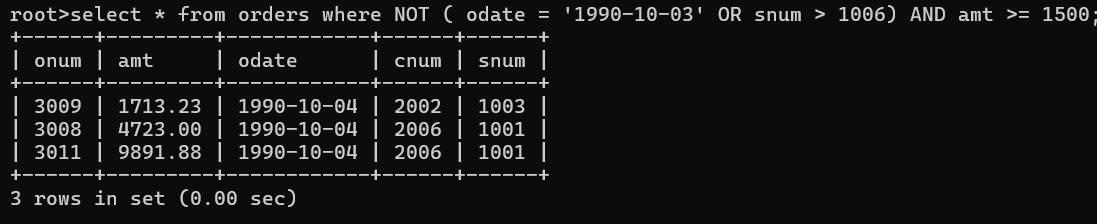 root>select * from orders where NOT ( odate = '1990-10-03' OR snum > 1006) AND amt >= 1500;
+------+---------+------------+------+------+
| onum | amt     | odate      | cnum | snum |
+------+---------+------------+------+------+
| 3009 | 1713.23 | 1990-10-04 | 2002 | 1003 |
| 3008 | 4723.00 | 1990-10-04 | 2006 | 1001 |
| 3011 | 9891.88 | 1990-10-04 | 2006 | 1001 |
+------+---------+------------+------+------+
3 rows in set (0.00 sec)